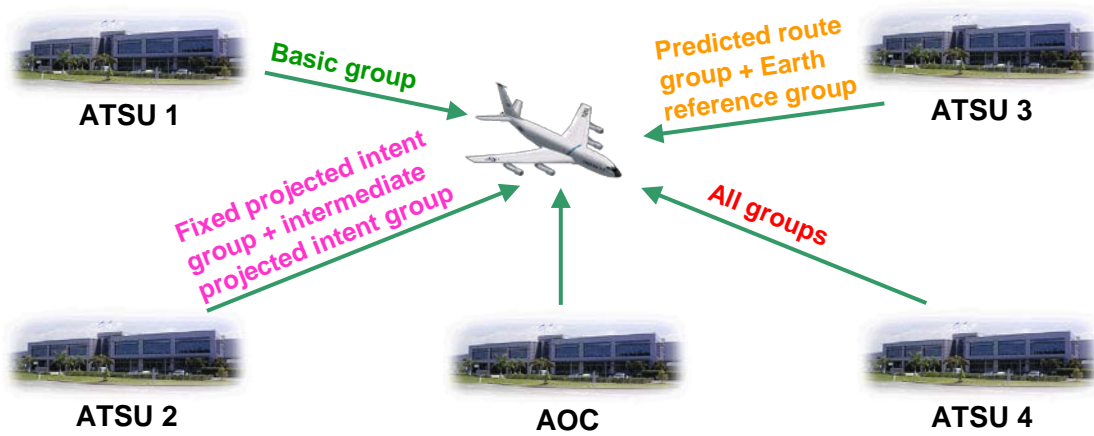 Basic group
ATSU 1
Predicted route
group + Earth
reference group
ATSU 3
Fixed projected intent
group + intermediate
projected intent group
All groups
ATSU 2
AOC
ATSU 4